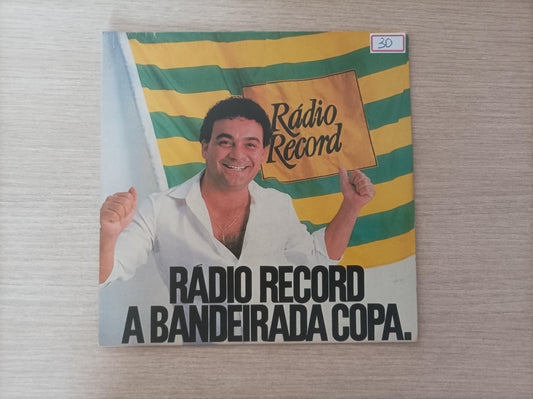 30
Rádio
Record
RÁDIO RECORD
A BANDEIRADA COPA.